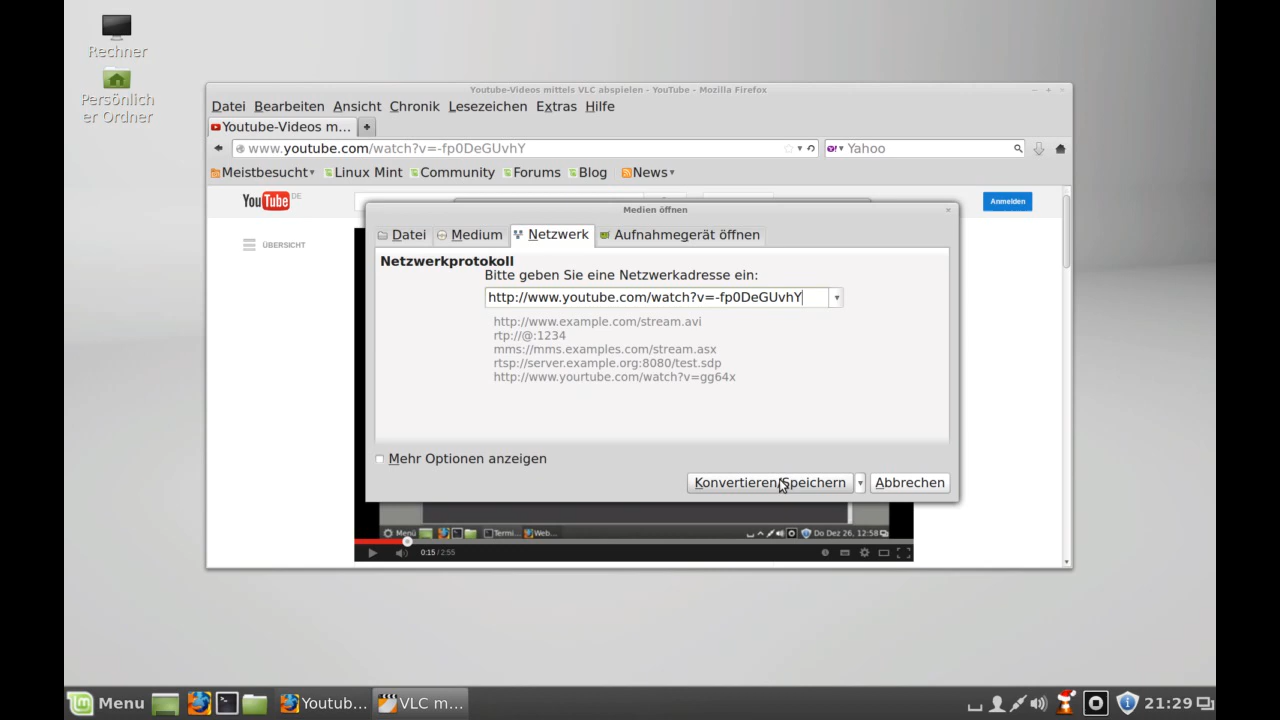 Rechner
Persönlich
er Ordner
Youtube-Videos mittels VLC abspielen - YouTube - Mozilla Firefox
Datei Bearbeiten Ansicht Chronik Lesezeichen Extras Hilfe
Youtube-Videos m...
www.youtube.com/watch?v=-fp0DeGUvhY
Yahoo
Meistbesucht Linux Mint Community Forums Blog News
YouTube DE
Anmelden
ÜBERSICHT
Medien öffnen
Datei Medium Netzwerk Aufnahmegerät öffnen
Netzwerkprotokoll
Bitte geben Sie eine Netzwerkadresse ein:
http://www.youtube.com/watch?v=-fp0DeGUvhY
http://www.example.com/stream.avi
rtp://@:1234
mms://mms.examples.com/stream.asx
rtsp://server.example.org:8080/test.sdp
http://www.yourtube.com/watch?v=gg64x
Mehr Optionen anzeigen
Konvertieren/Speichern Abbrechen
Menü Termi... Web... Do Dez 26, 12:58
0:15 / 2:55
Menu Youtub... VLC m... 21:29